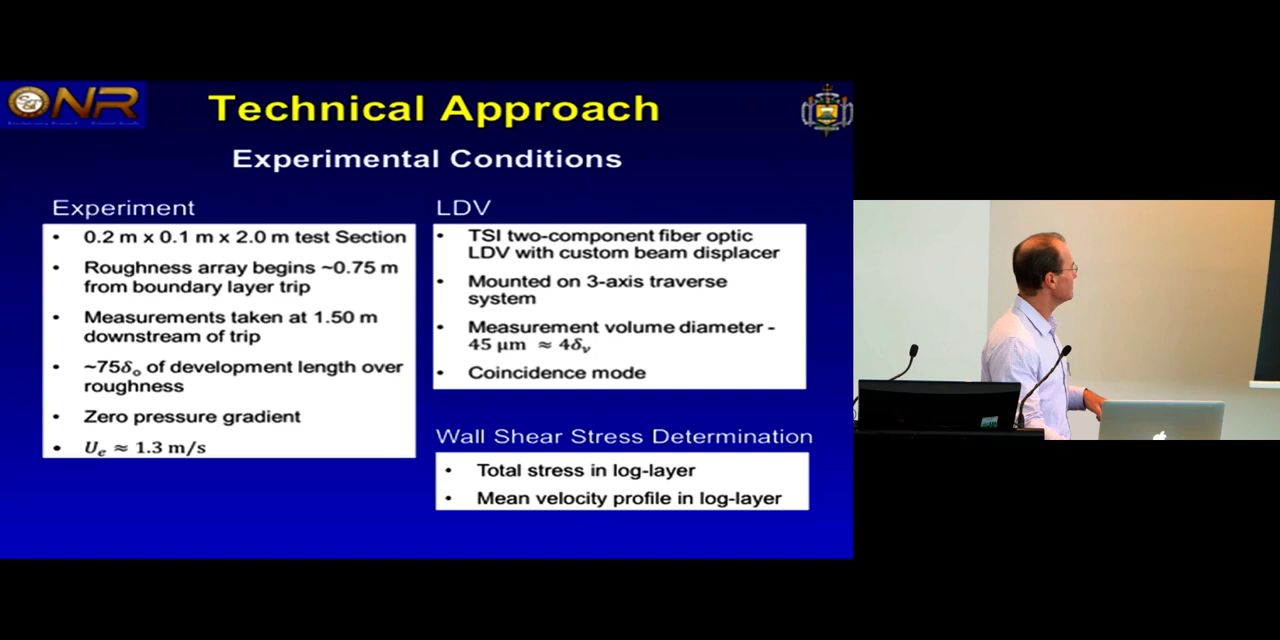 ONR
Technical Approach
Experimental Conditions
Experiment
• 0.2 m x 0.1 m x 2.0 m test Section
• Roughness array begins ~0.75 m
from boundary layer trip
• Measurements taken at 1.50 m
downstream of trip
• ~75δₒ of development length over
roughness
• Zero pressure gradient
• Uₑ ≈ 1.3 m/s
LDV
• TSI two-component fiber optic
LDV with custom beam displacer
• Mounted on 3-axis traverse
system
• Measurement volume diameter -
45 μm ≈ 4δᵥ
• Coincidence mode
Wall Shear Stress Determination
• Total stress in log-layer
• Mean velocity profile in log-layer